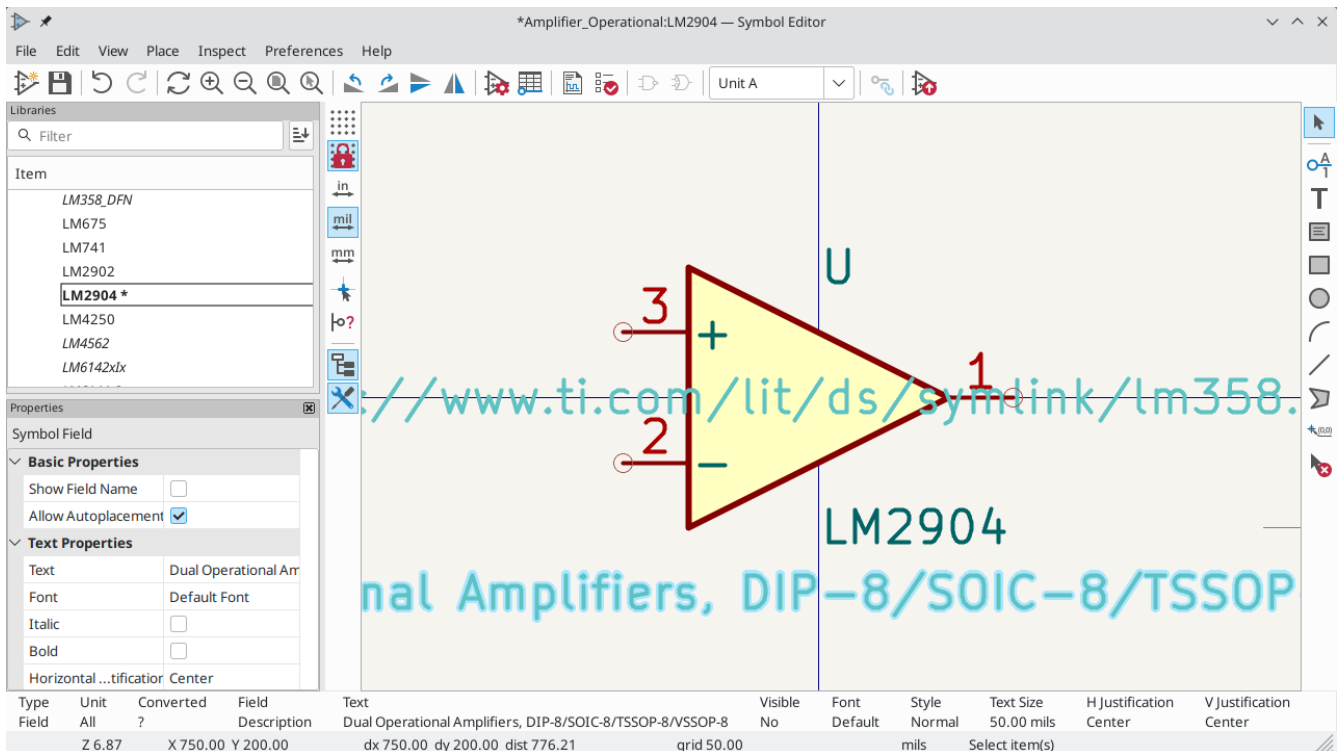 *Amplifier_Operational:LM2904 — Symbol Editor
File Edit View Place Inspect Preferences Help
Unit A
Libraries
Filter
Item
LM358_DFN
LM675
LM741
LM2902
LM2904 *
LM4250
LM4562
LM6142xIx
in
mil
mm
?
A
1
T
(0,0)
U
3
+
1
://www.ti.com/lit/ds/symlink/lm358.
2
−
LM2904
nal Amplifiers, DIP−8/SOIC−8/TSSOP
Properties
Symbol Field
Basic Properties
Show Field Name
Allow Autoplacement
Text Properties
Text Dual Operational Am
Font Default Font
Italic
Bold
Horizontal ...tification Center
Type Unit Converted Field Text Visible Font Style Text Size H Justification V Justification
Field All ? Description Dual Operational Amplifiers, DIP-8/SOIC-8/TSSOP-8/VSSOP-8 No Default Normal 50.00 mils Center Center
Z 6.87 X 750.00 Y 200.00 dx 750.00 dy 200.00 dist 776.21 grid 50.00 mils Select item(s)